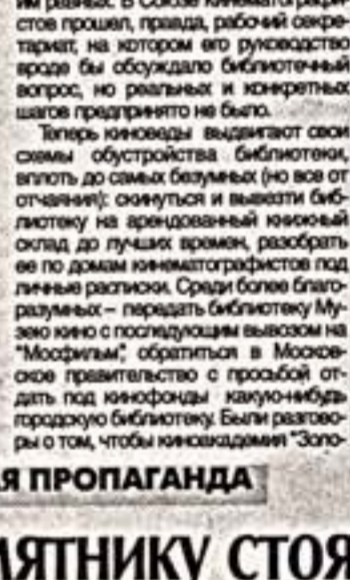 им разных. В Союзе кинематографи-
стов прошел, правда, рабочий секре-
тариат, на котором его руководство
вроде бы обсуждало библиотечный
вопрос, но реальных и конкретных
шагов предпринято не было.
Теперь киноведы выдвигают свои
схемы обустройства библиотеки,
вплоть до самых безумных (но все от
отчаяния): скинуться и вывезти биб-
лиотеку на арендованный книжный
склад до лучших времен, разобрать
ее по домам кинематографистов под
личные расписки. Среди более благо-
разумных – передать библиотеку Му-
зею кино с последующим вывозом на
"Мосфильм", обратиться в Москов-
ское правительство с просьбой от-
дать под кинофонды какую-нибудь
городскую библиотеку. Были разгово-
ры о том, чтобы киноакадемия "Золо-
Я ПРОПАГАНДА
МЯТНИКУ СТОЯ